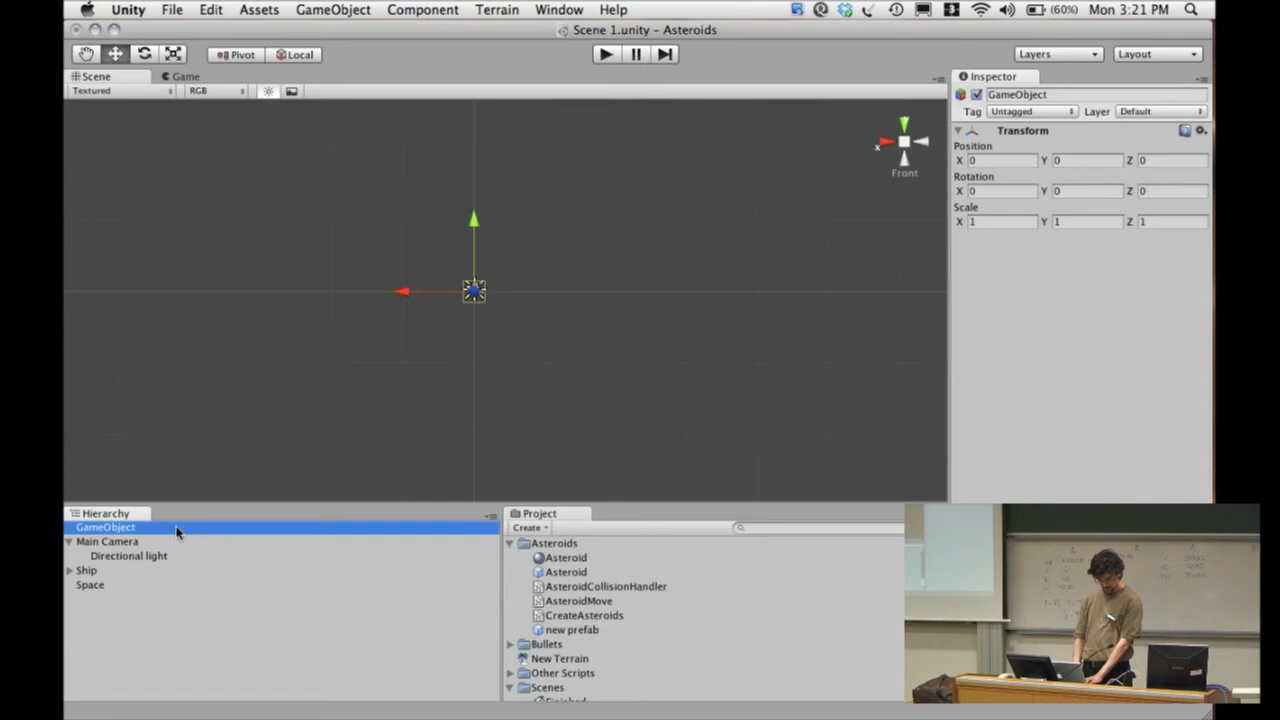 Unity File Edit Assets GameObject Component Terrain Window Help (60%) Mon 3:21 PM
Scene 1.unity – Asteroids
Pivot Local Layers Layout
Scene Game Inspector
Textured RGB
GameObject
Tag Untagged Layer Default
Transform
Position
X 0 Y 0 Z 0
Rotation
X 0 Y 0 Z 0
Scale
X 1 Y 1 Z 1
x
Front
Hierarchy
GameObject
Main Camera
Directional light
Ship
Space
Project
Create
Asteroids
Asteroid
Asteroid
AsteroidCollisionHandler
AsteroidMove
CreateAsteroids
new prefab
Bullets
New Terrain
Other Scripts
Scenes